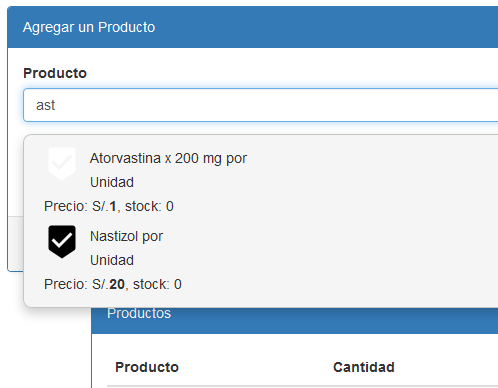 Agregar un Producto
Producto
ast
Atorvastina x 200 mg por
Unidad
Precio: S/.1, stock: 0
Nastizol por
Unidad
Precio: S/.20, stock: 0
Productos
Producto Cantidad